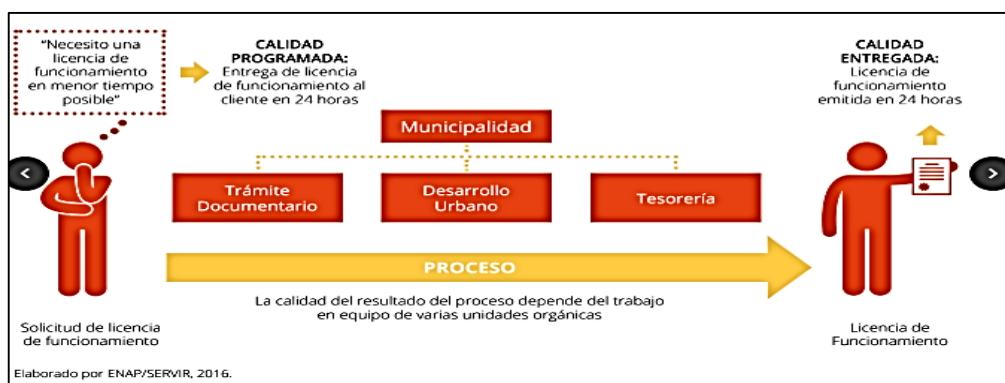 “Necesito una
licencia de
funcionamiento
en menor tiempo
posible”
CALIDAD
PROGRAMADA:
Entrega de licencia
de funcionamiento al
cliente en 24 horas
CALIDAD
ENTREGADA:
Licencia de
funcionamiento
emitida en 24 horas
Municipalidad
Trámite
Documentario
Desarrollo
Urbano
Tesorería
PROCESO
La calidad del resultado del proceso depende del trabajo
en equipo de varias unidades orgánicas
Solicitud de licencia
de funcionamiento
Licencia de
Funcionamiento
Elaborado por ENAP/SERVIR, 2016.